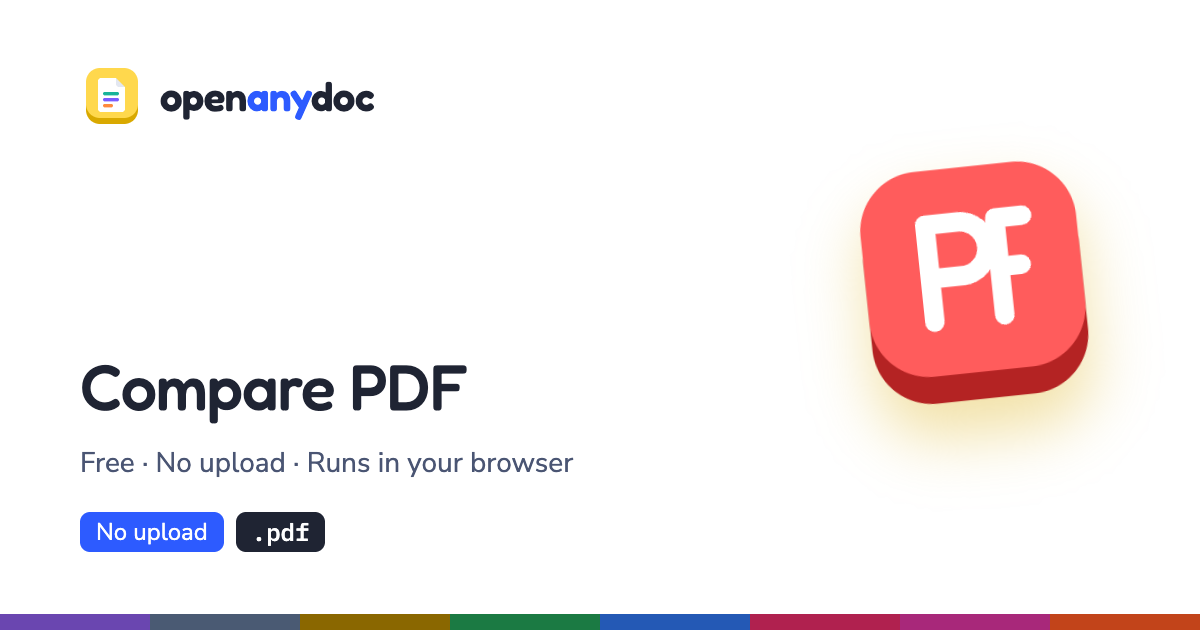 openanydoc
PF
Compare PDF
Free · No upload · Runs in your browser
No upload
.pdf